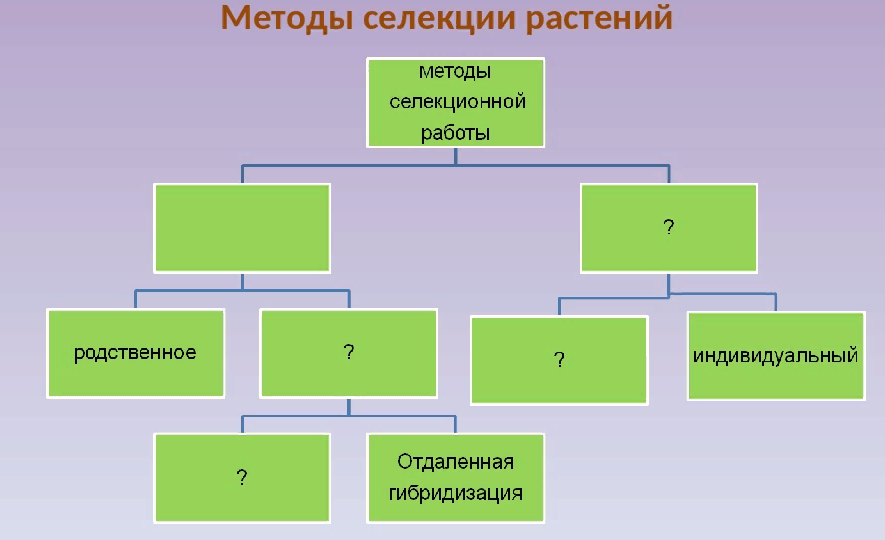 Методы селекции растений
методы
селекционной
работы
?
родственное
?
?
индивидуальный
?
Отдаленная
гибридизация